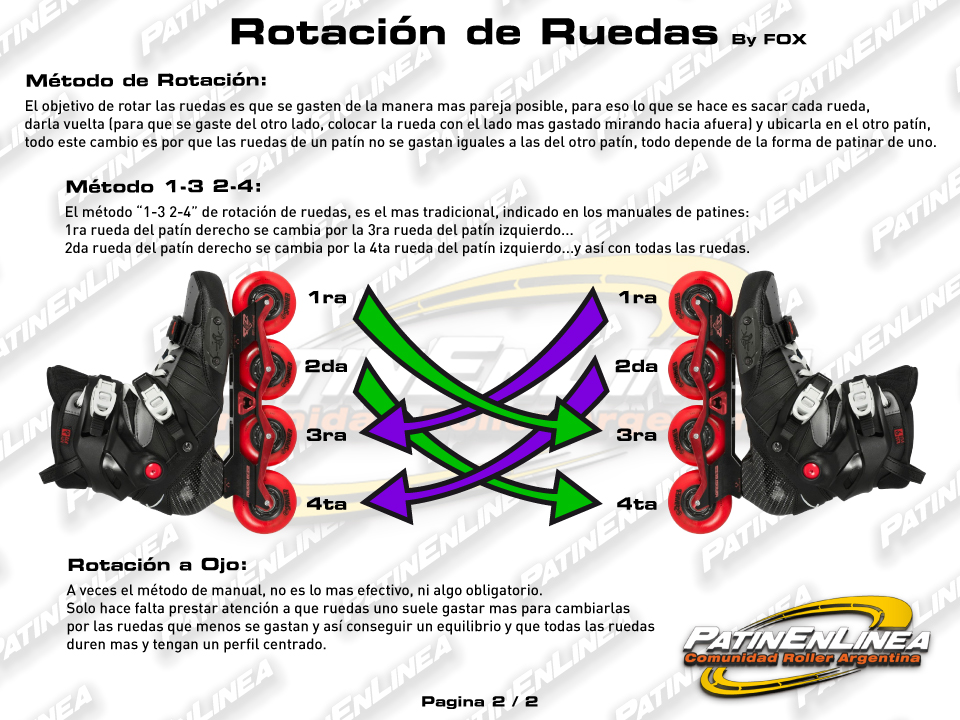 Rotación de Ruedas By FOX
Método de Rotación:
El objetivo de rotar las ruedas es que se gasten de la manera mas pareja posible, para eso lo que se hace es sacar cada rueda,
darla vuelta (para que se gaste del otro lado, colocar la rueda con el lado mas gastado mirando hacia afuera) y ubicarla en el otro patín,
todo este cambio es por que las ruedas de un patín no se gastan iguales a las del otro patín, todo depende de la forma de patinar de uno.
Método 1-3 2-4:
El método “1-3 2-4” de rotación de ruedas, es el mas tradicional, indicado en los manuales de patines:
1ra rueda del patín derecho se cambia por la 3ra rueda del patín izquierdo...
2da rueda del patín derecho se cambia por la 4ta rueda del patín izquierdo...y así con todas las ruedas.
1ra 1ra
2da 2da
3ra 3ra
4ta 4ta
Rotación a Ojo:
A veces el método de manual, no es lo mas efectivo, ni algo obligatorio.
Solo hace falta prestar atención a que ruedas uno suele gastar mas para cambiarlas
por las ruedas que menos se gastan y así conseguir un equilibrio y que todas las ruedas
duren mas y tengan un perfil centrado.
PATINENLINEA
Comunidad Roller Argentina
Pagina 2 / 2